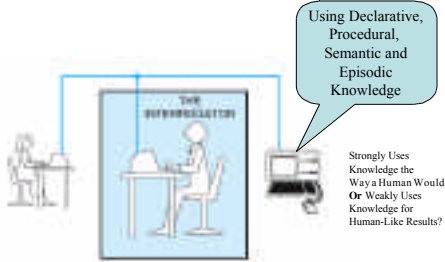 Using Declarative,
Procedural,
Semantic and
Episodic
Knowledge
THE
INTERROGATOR
Strongly Uses
Knowledge the
Way a Human Would
Or Weakly Uses
Knowledge for
Human-Like Results?